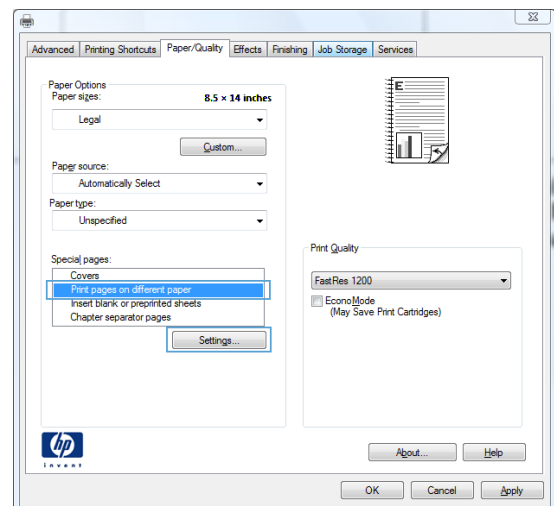 Advanced Printing Shortcuts Paper/Quality Effects Finishing Job Storage Services
Paper Options
Paper sizes: 8.5 × 14 inches
Legal
Custom...
Paper source:
Automatically Select
Paper type:
Unspecified
Special pages:
Covers
Print pages on different paper
Insert blank or preprinted sheets
Chapter separator pages
Settings...
E
Print Quality
FastRes 1200
EconoMode
(May Save Print Cartridges)
hp
invent
About... Help
OK Cancel Apply